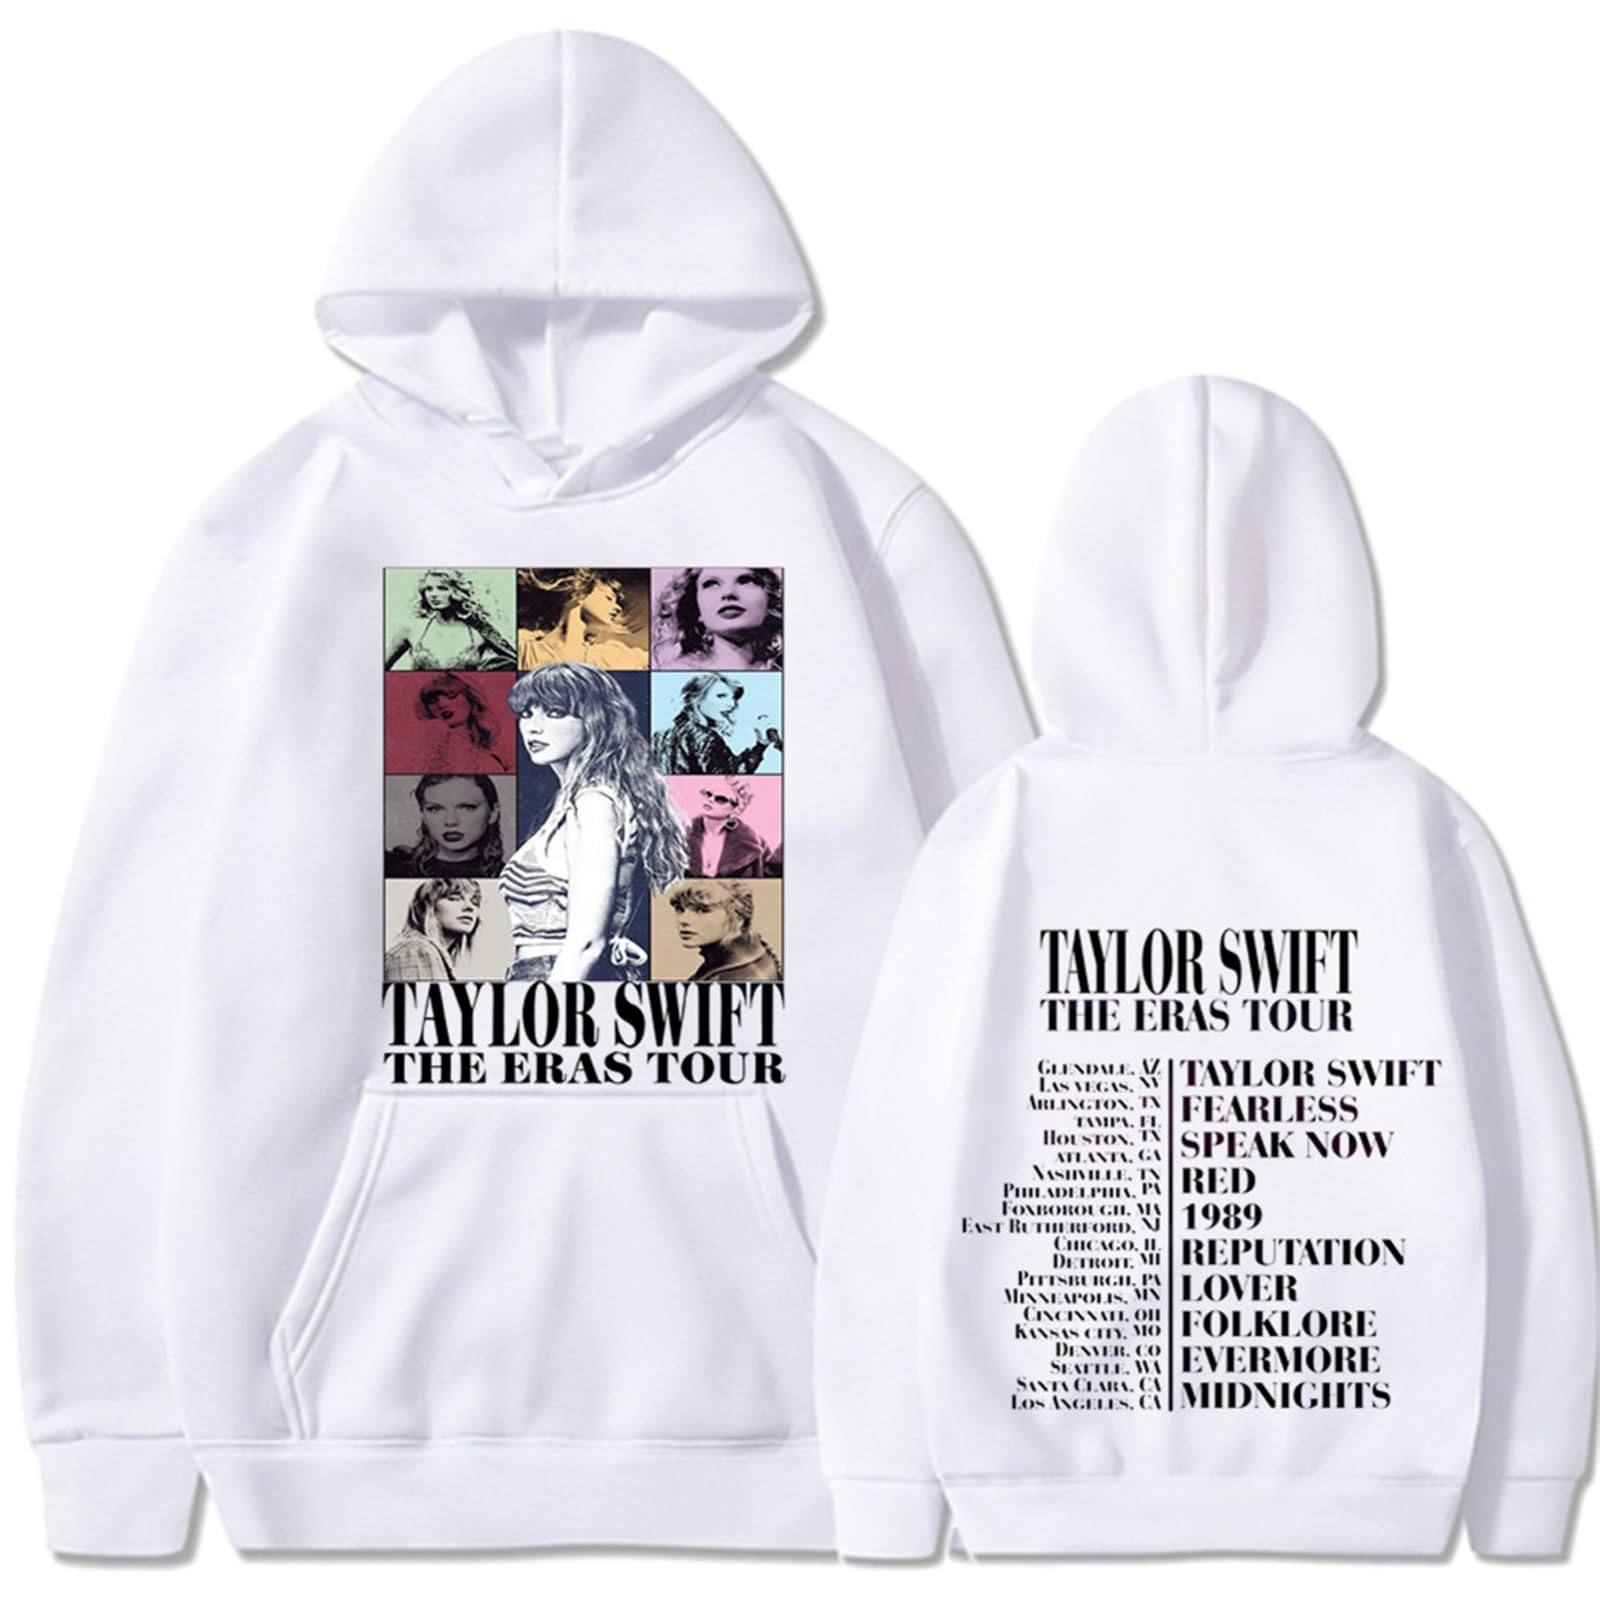 TAYLOR SWIFT
THE ERAS TOUR
TAYLOR SWIFT
THE ERAS TOUR
GLENDALE, AZ
LAS VEGAS, NV
ARLINGTON, TX
TAMPA, FL
HOUSTON, TX
ATLANTA, GA
NASHVILLE, TN
PHILADELPHIA, PA
FOXBOROUGH, MA
EAST RUTHERFORD, NJ
CHICAGO, IL
DETROIT, MI
PITTSBURGH, PA
MINNEAPOLIS, MN
CINCINNATI, OH
KANSAS CITY, MO
DENVER, CO
SEATTLE, WA
SANTA CLARA, CA
LOS ANGELES, CA
TAYLOR SWIFT
FEARLESS
SPEAK NOW
RED
1989
REPUTATION
LOVER
FOLKLORE
EVERMORE
MIDNIGHTS